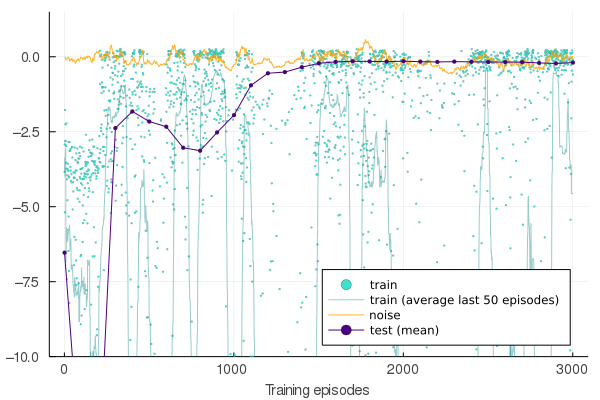 0.0
−2.5
−5.0
−7.5
−10.0
0
1000
2000
3000
Training episodes
train
train (average last 50 episodes)
noise
test (mean)